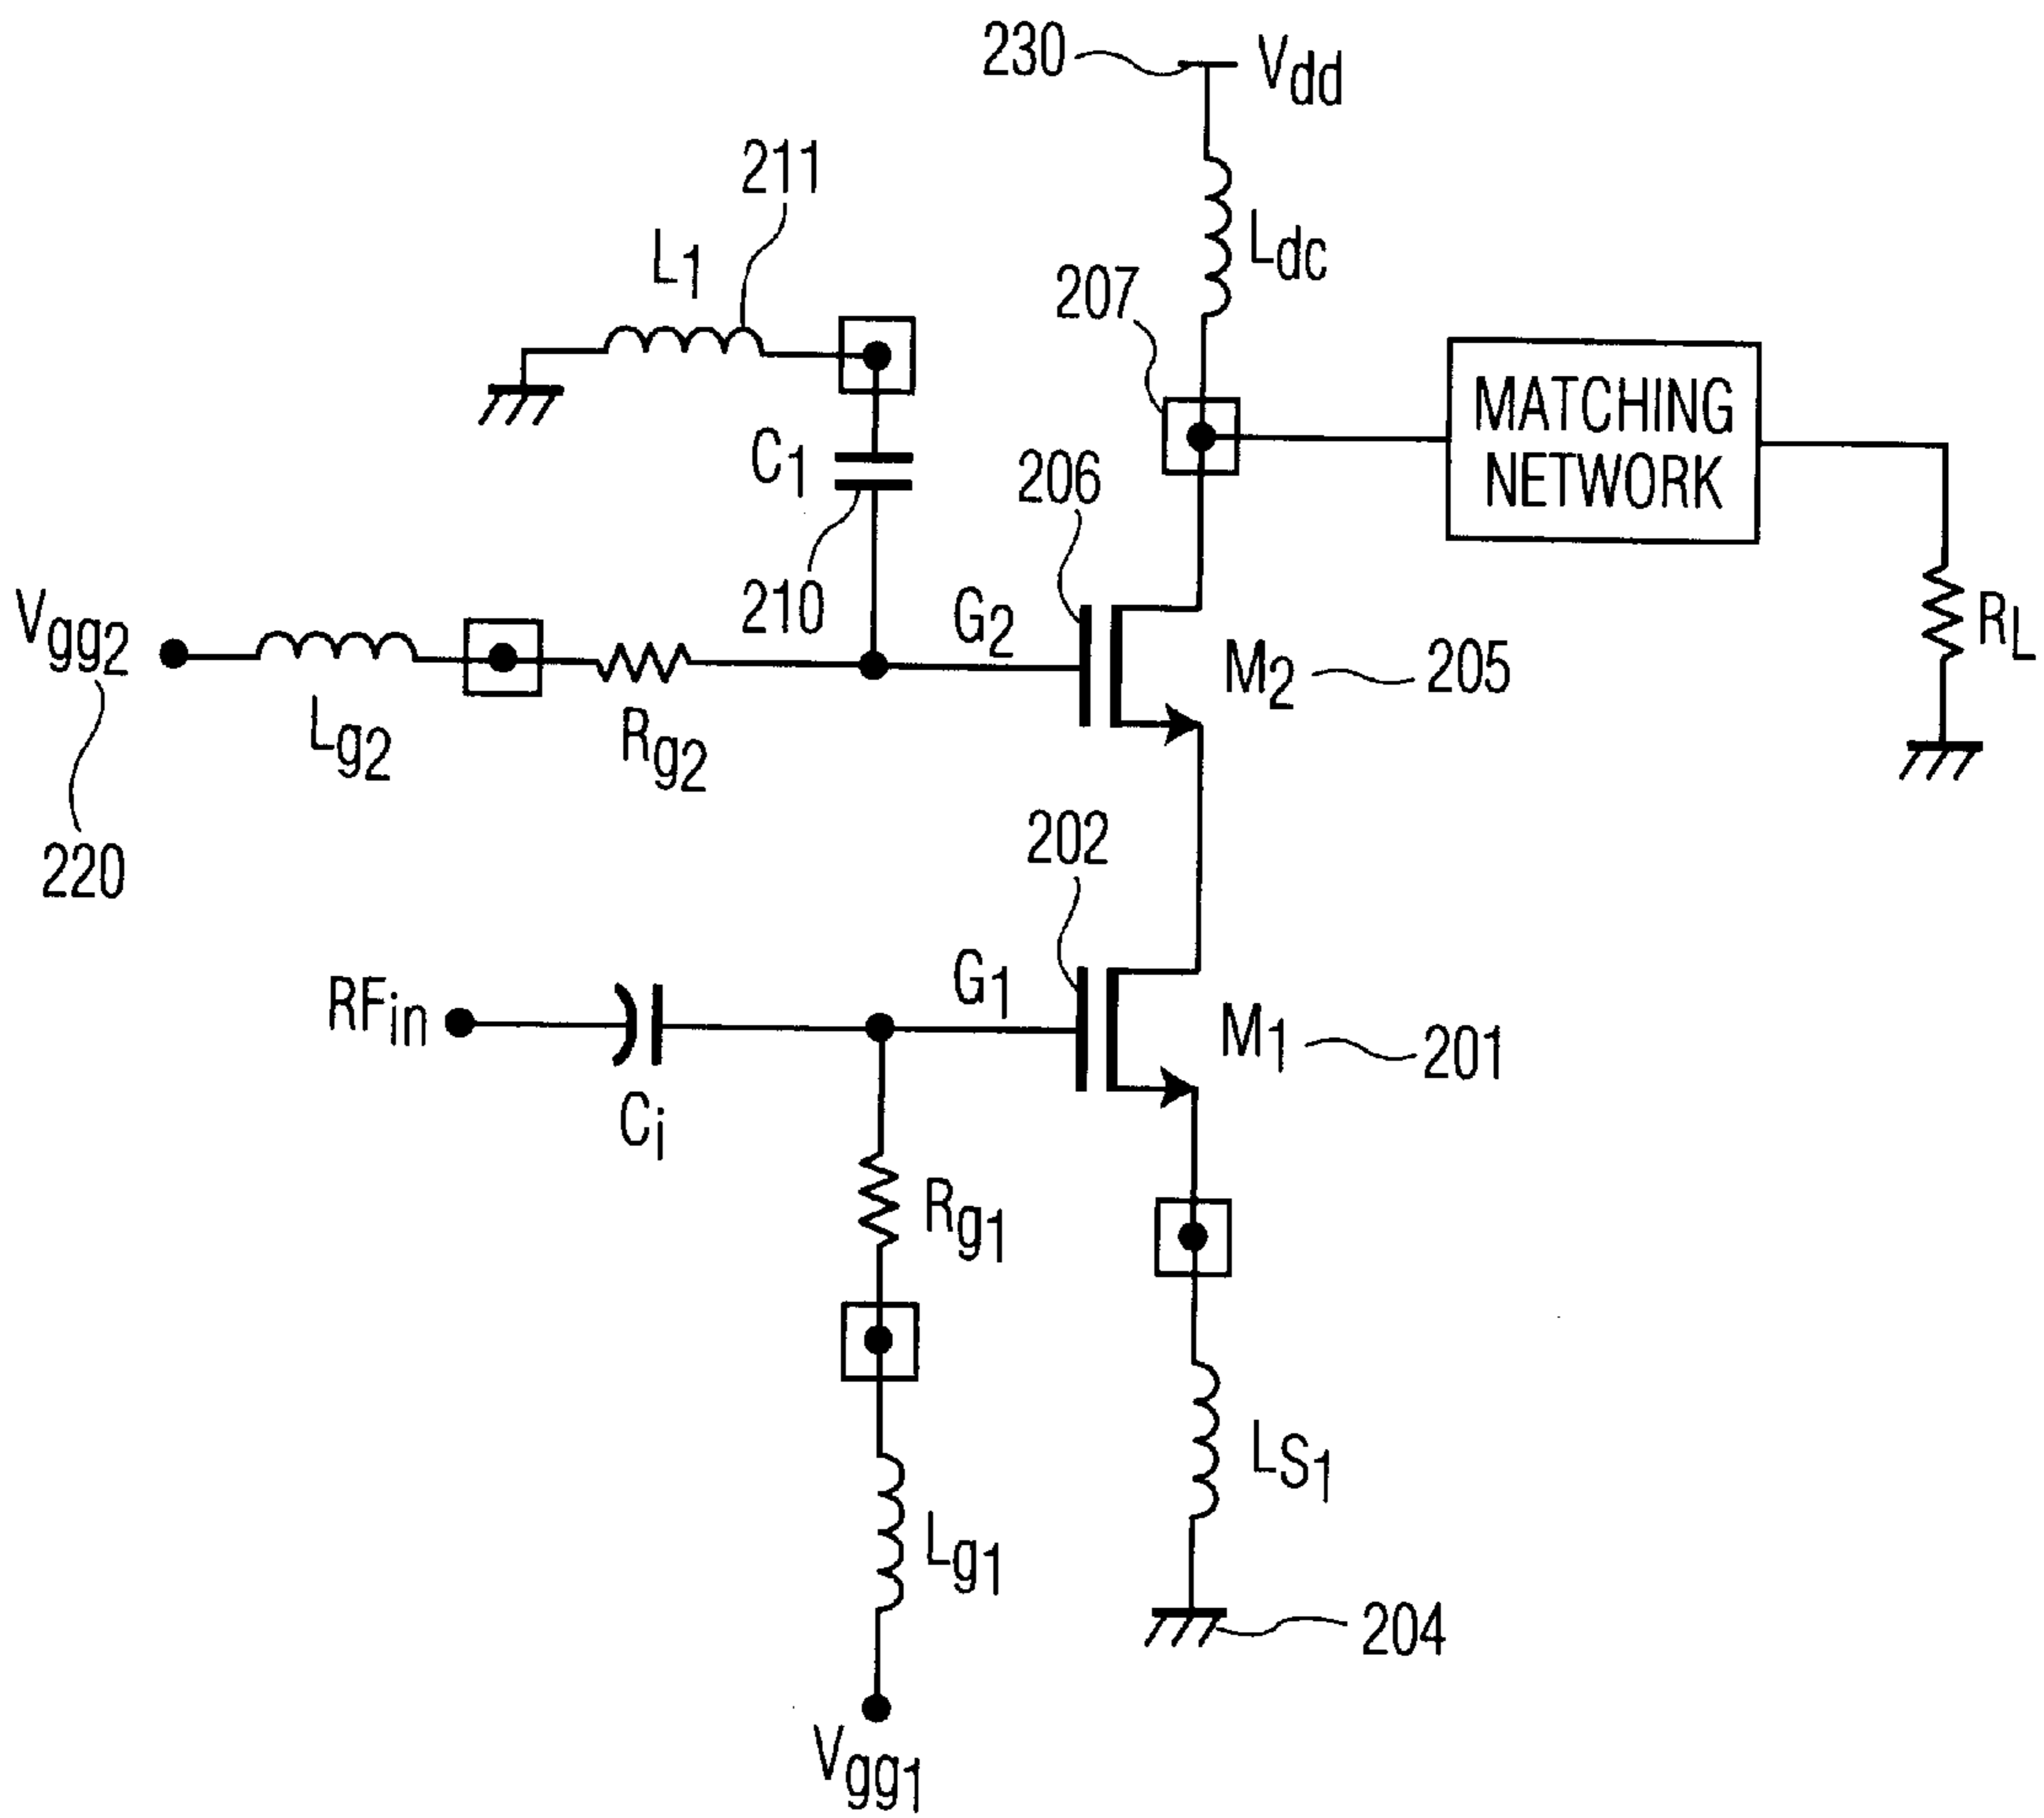 230
Vdd
211
L1
Ldc
207
MATCHING
NETWORK
C1
206
210
G2
Vgg2
M2
205
RL
Lg2
Rg2
220
202
G1
RFin
M1
201
Ci
Rg1
LS1
Lg1
204
Vgg1